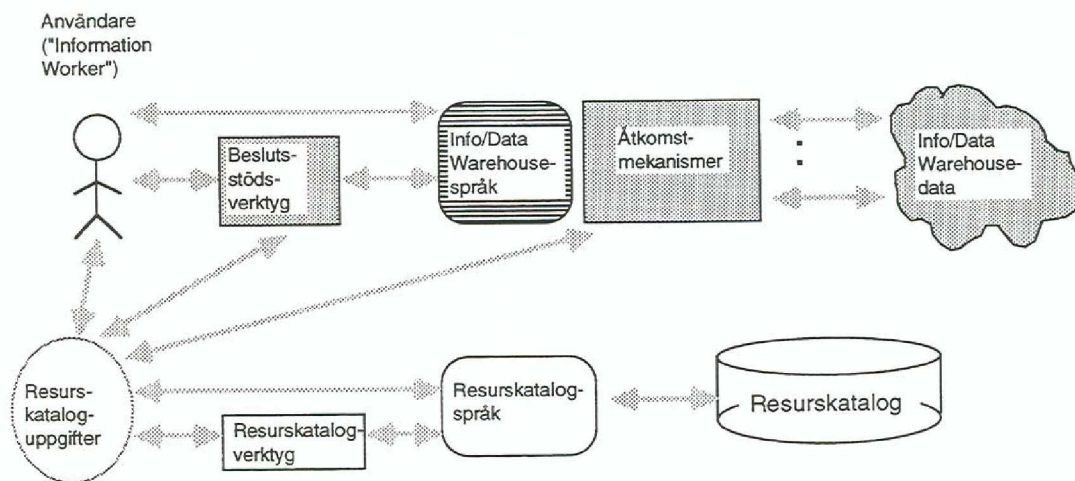 Användare
("Information
Worker")
Besluts-
stöds-
verktyg
Info/Data
Warehouse-
språk
Åtkomst-
mekanismer
Info/Data
Warehouse-
data
Resurs-
katalog-
uppgifter
Resurskatalog-
verktyg
Resurskatalog-
språk
Resurskatalog